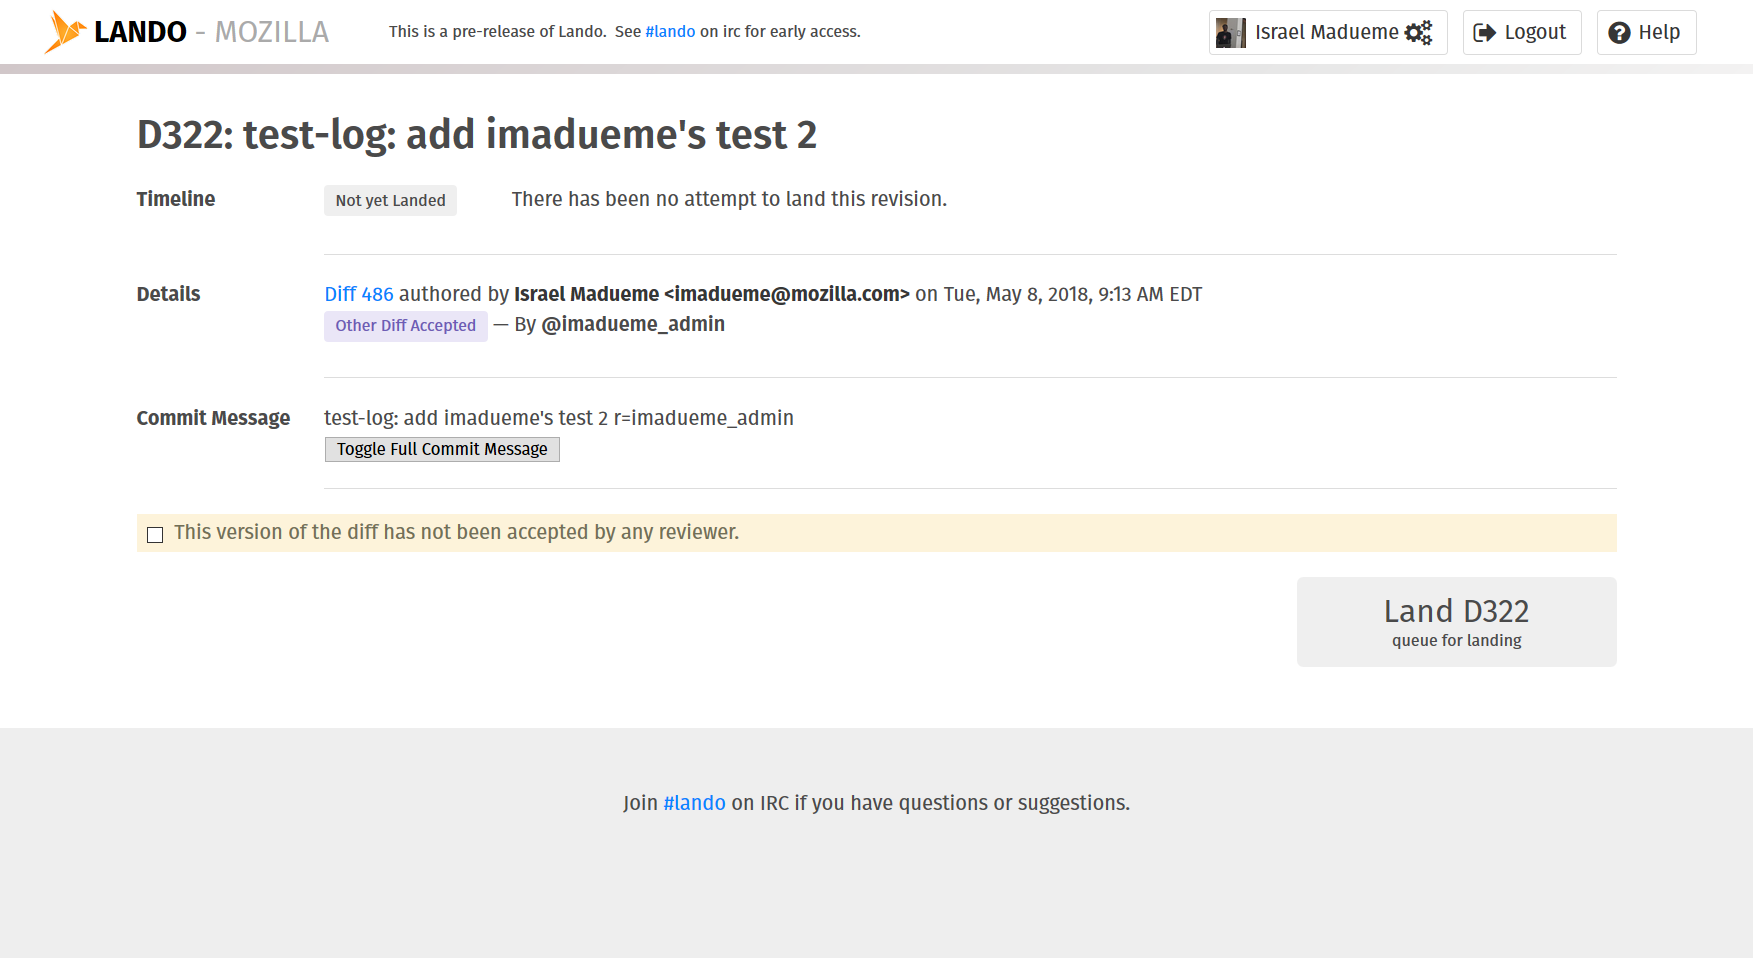 LANDO - MOZILLA
This is a pre-release of Lando. See #lando on irc for early access.
Israel Madueme
Logout
Help
D322: test-log: add imadueme's test 2
Timeline
Not yet Landed
There has been no attempt to land this revision.
Details
Diff 486 authored by Israel Madueme <imadueme@mozilla.com> on Tue, May 8, 2018, 9:13 AM EDT
Other Diff Accepted — By @imadueme_admin
Commit Message
test-log: add imadueme's test 2 r=imadueme_admin
Toggle Full Commit Message
This version of the diff has not been accepted by any reviewer.
Land D322
queue for landing
Join #lando on IRC if you have questions or suggestions.